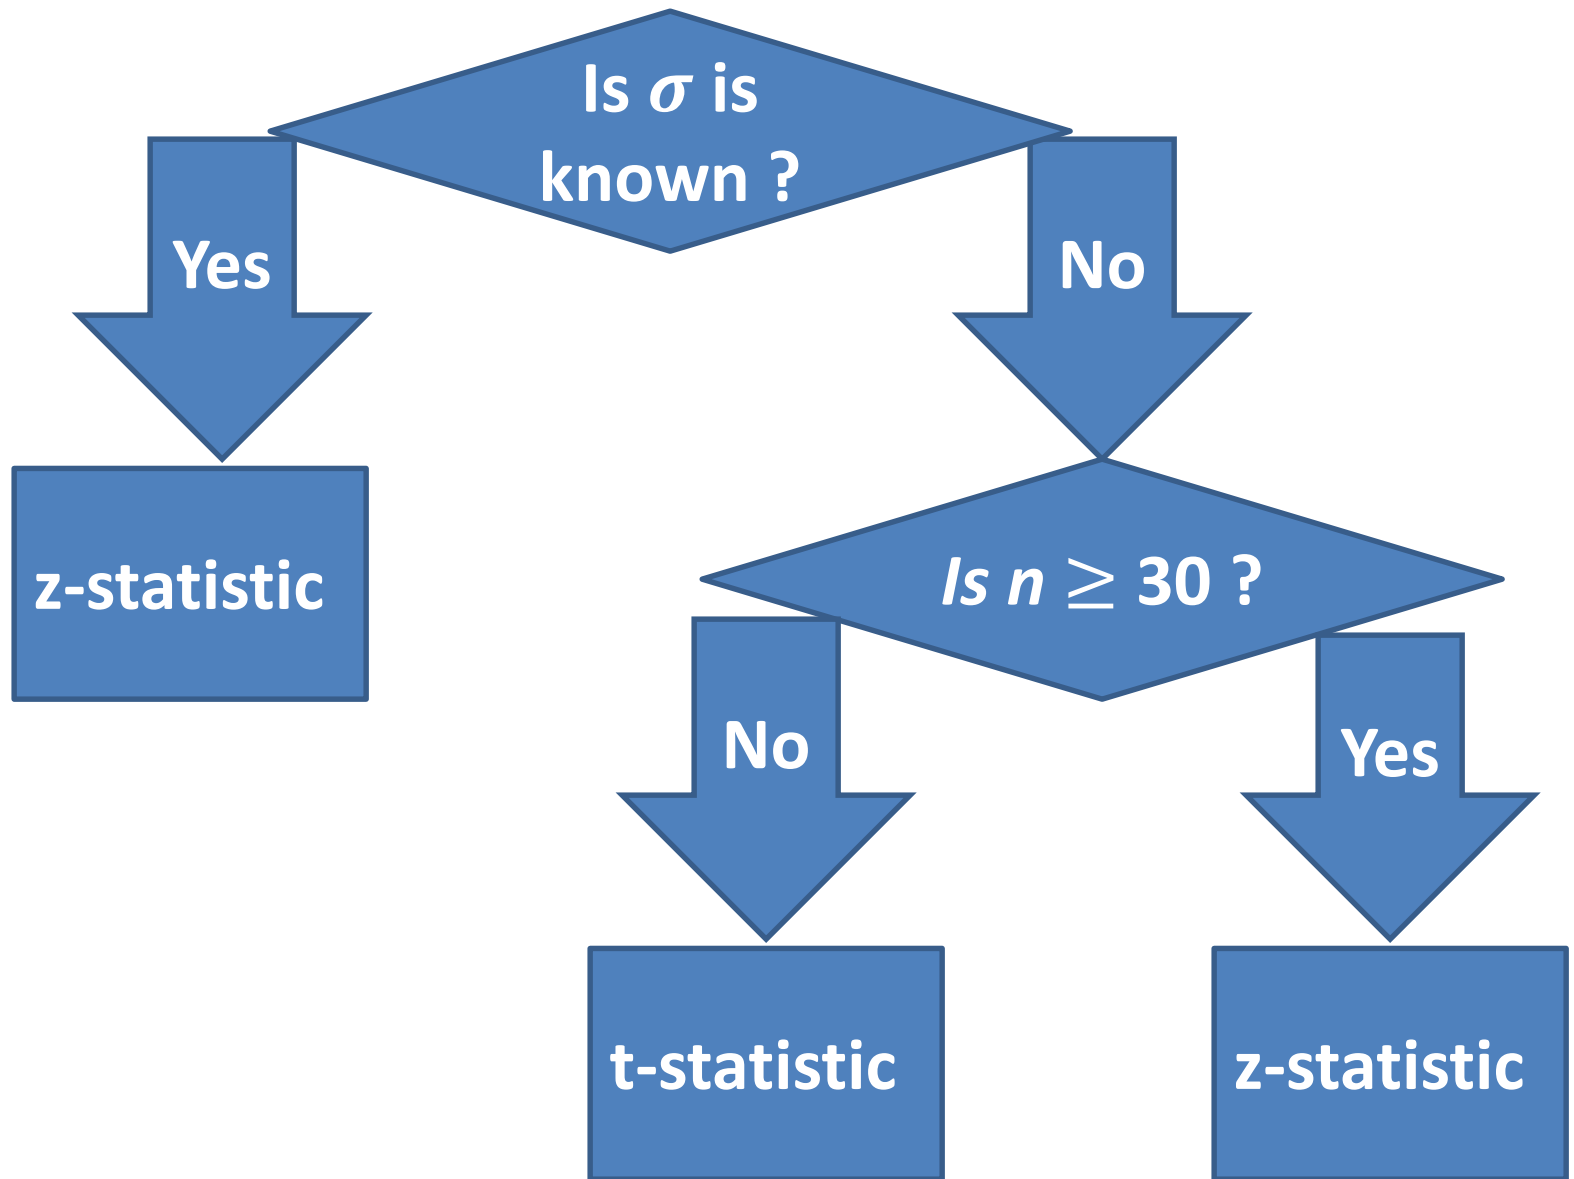 Is σ is
known ?
Yes
No
z-statistic
Is n ≥ 30 ?
No
Yes
t-statistic
z-statistic